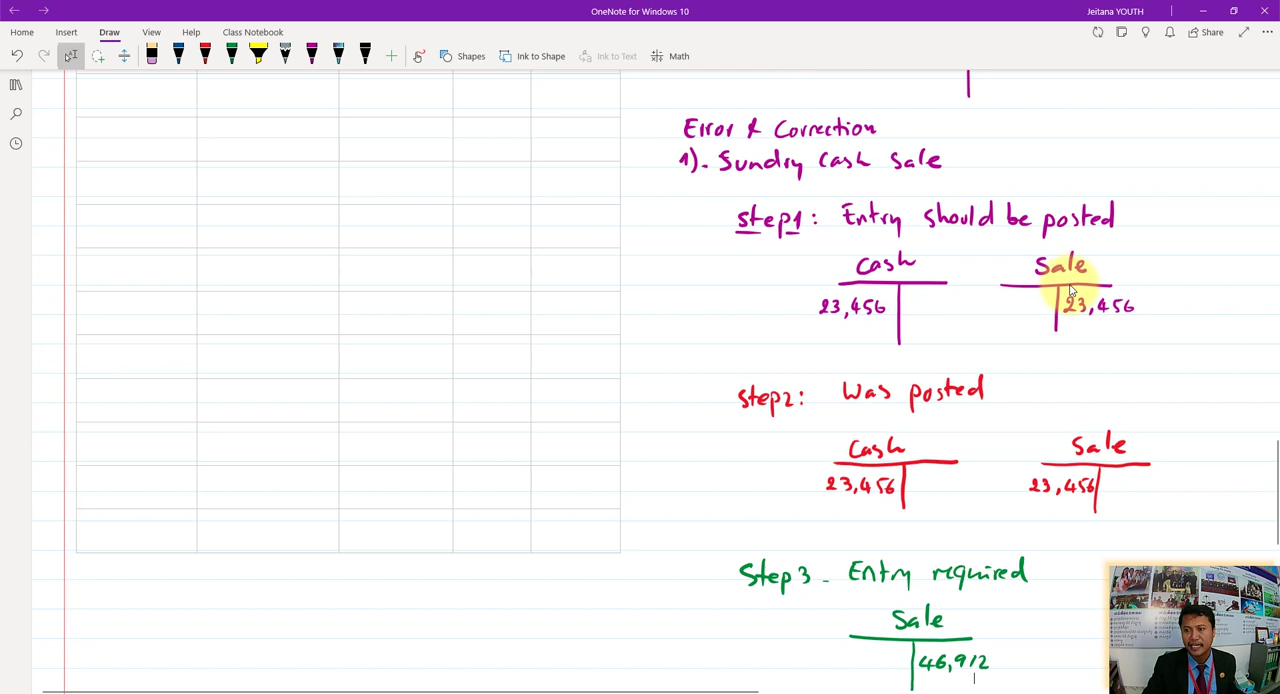 OneNote for Windows 10
Jeitana YOUTH
Home Insert Draw View Help Class Notebook
Share
Shapes Ink to Shape Ink to Text Math
Error & Correction
1). Sundry Cash Sale
Step1: Entry should be posted
Cash Sale
23,456 23,456
Step2: Was posted
Cash Sale
23,456 23,456
Step 3 - Entry required
Sale
46,912